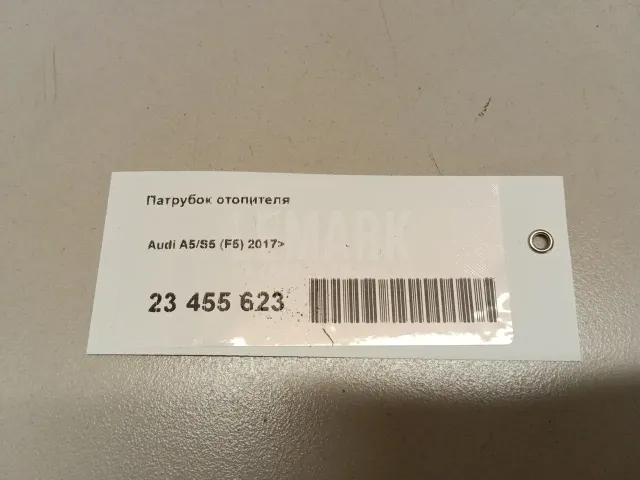 Патрубок отопителя
Audi A5/S5 (F5) 2017>
23 455 623